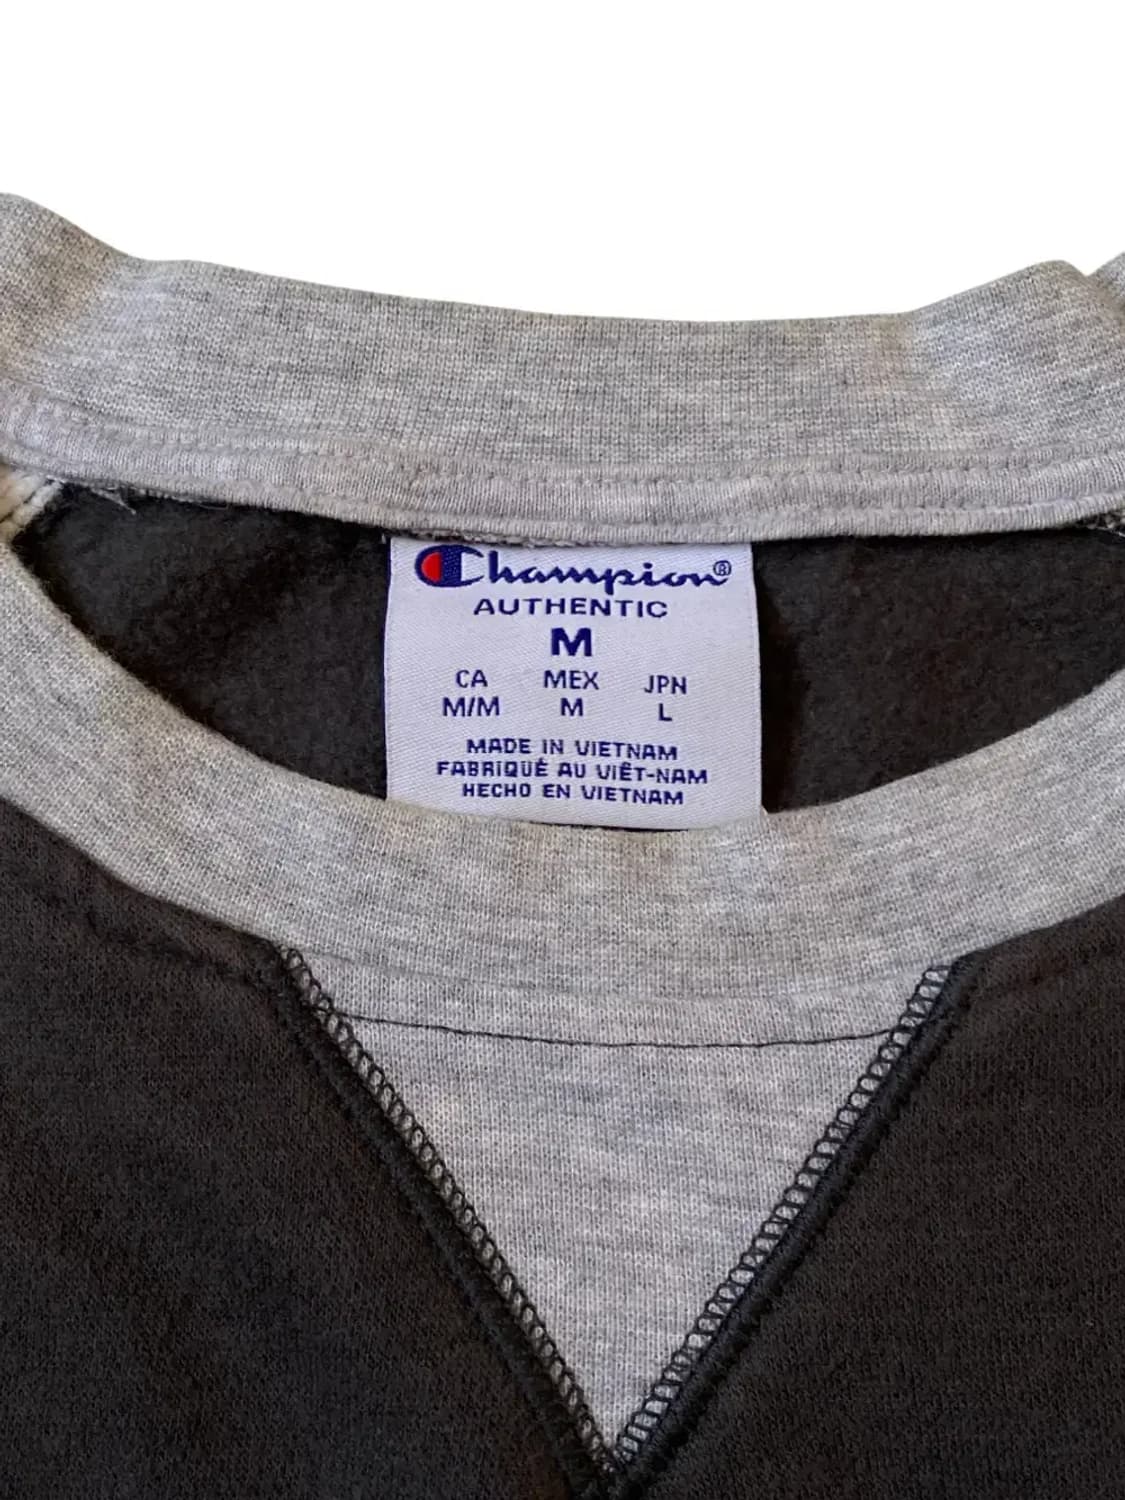 Champion®
AUTHENTIC
M
CA MEX JPN
M/M M L
MADE IN VIETNAM
FABRIQUÉ AU VIÊT-NAM
HECHO EN VIETNAM